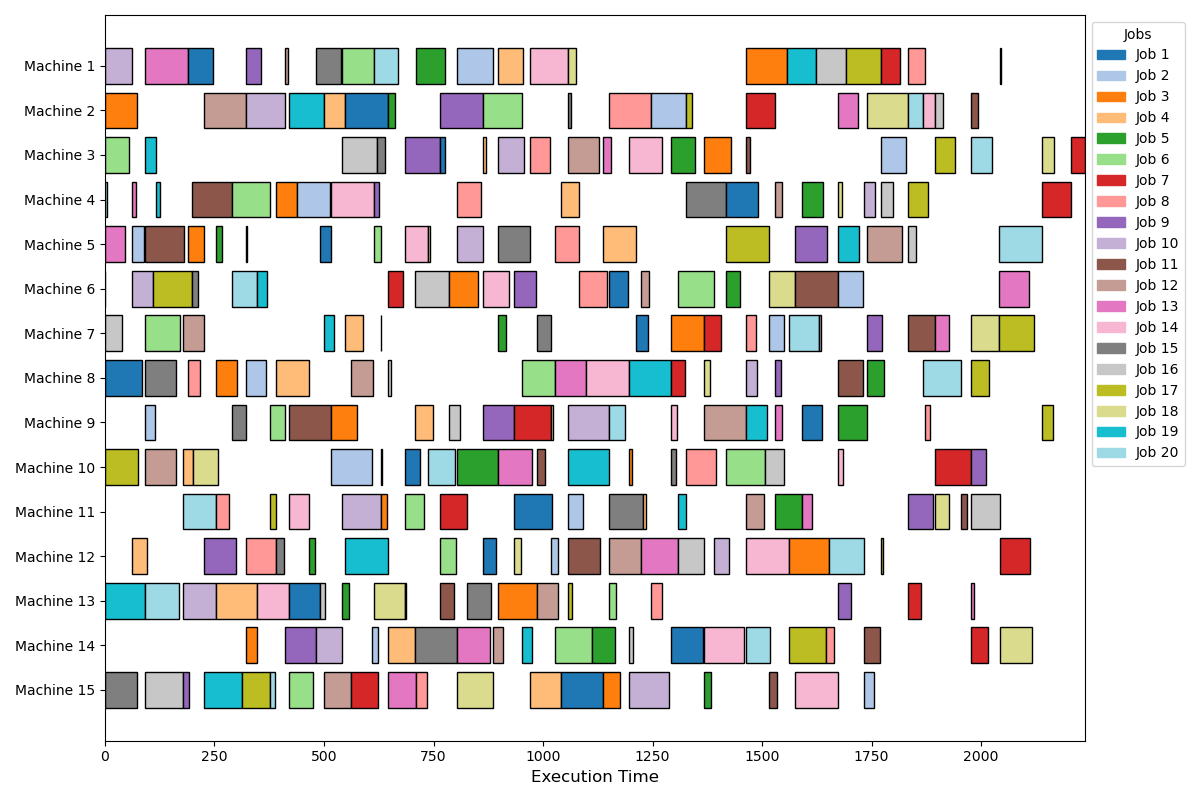 Machine 1
Machine 2
Machine 3
Machine 4
Machine 5
Machine 6
Machine 7
Machine 8
Machine 9
Machine 10
Machine 11
Machine 12
Machine 13
Machine 14
Machine 15
0 250 500 750 1000 1250 1500 1750 2000
Execution Time
Jobs
Job 1
Job 2
Job 3
Job 4
Job 5
Job 6
Job 7
Job 8
Job 9
Job 10
Job 11
Job 12
Job 13
Job 14
Job 15
Job 16
Job 17
Job 18
Job 19
Job 20